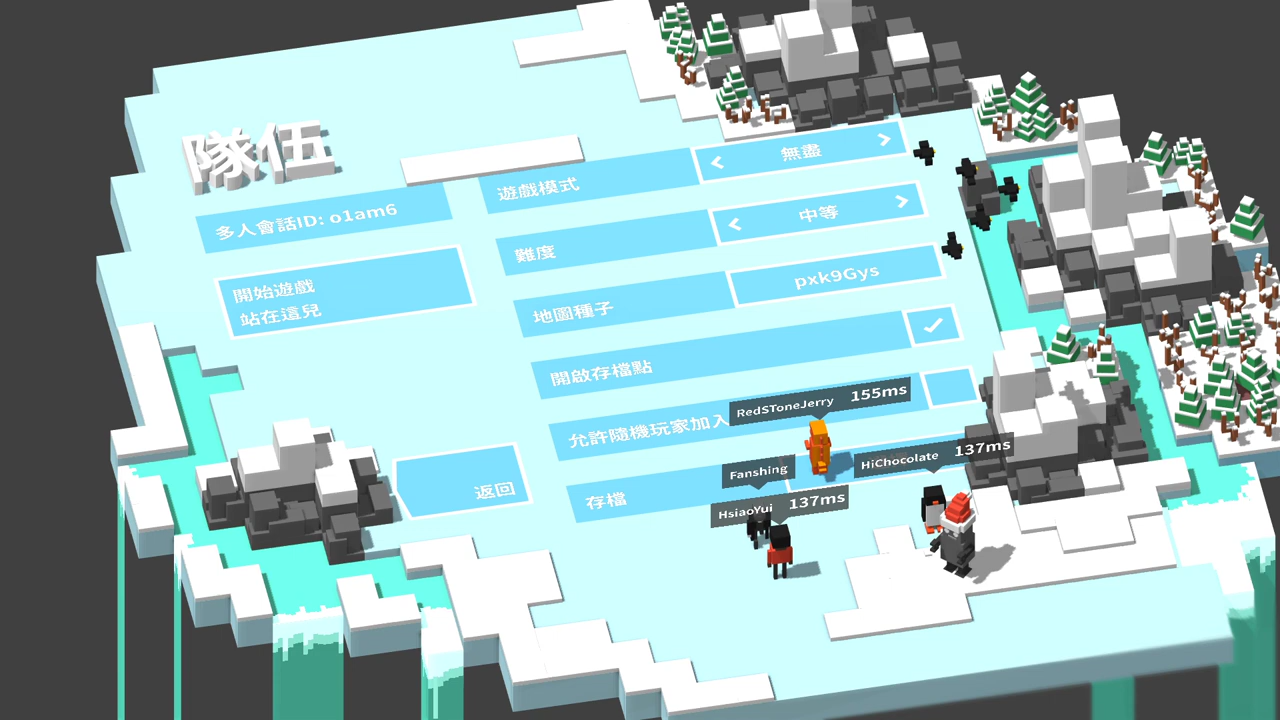 隊伍
多人會話ID: o1am6
開始遊戲
站在這兒
遊戲模式
無盡
難度
中等
地圖種子
pxk9Gys
開啟存檔點
允許隨機玩家加入
存檔
返回
RedSToneJerry 155ms
Fanshing
HiChocolate 137ms
HsiaoYui 137ms